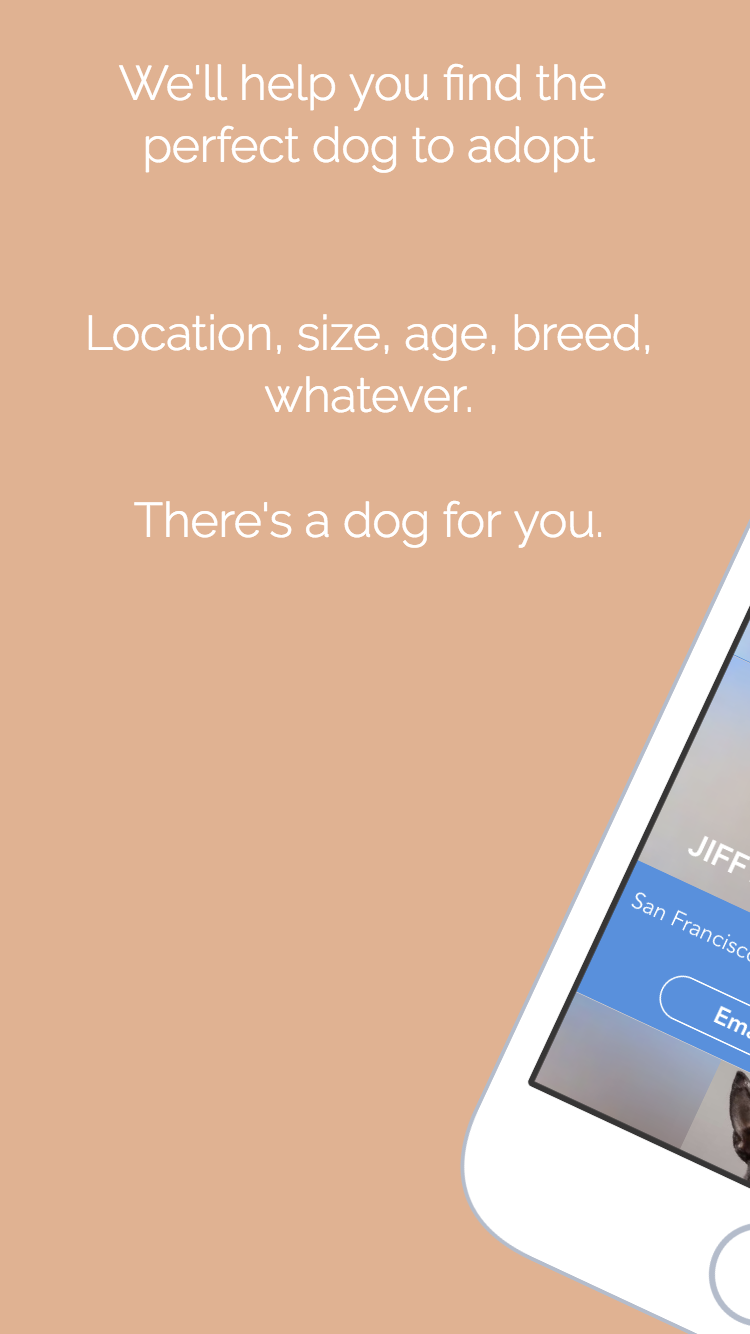 We'll help you find the
perfect dog to adopt
Location, size, age, breed,
whatever.
There's a dog for you.
JIFF
San Francisco